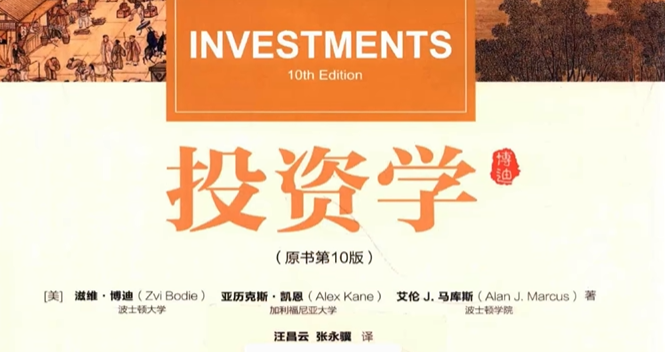 INVESTMENTS
10th Edition
投资学
博迪
(原书第10版)
[美] 滋维·博迪(Zvi Bodie) 亚历克斯·凯恩(Alex Kane) 艾伦 J. 马库斯(Alan J. Marcus)著
波士顿大学 加利福尼亚大学 波士顿学院
汪昌云 张永骥 译